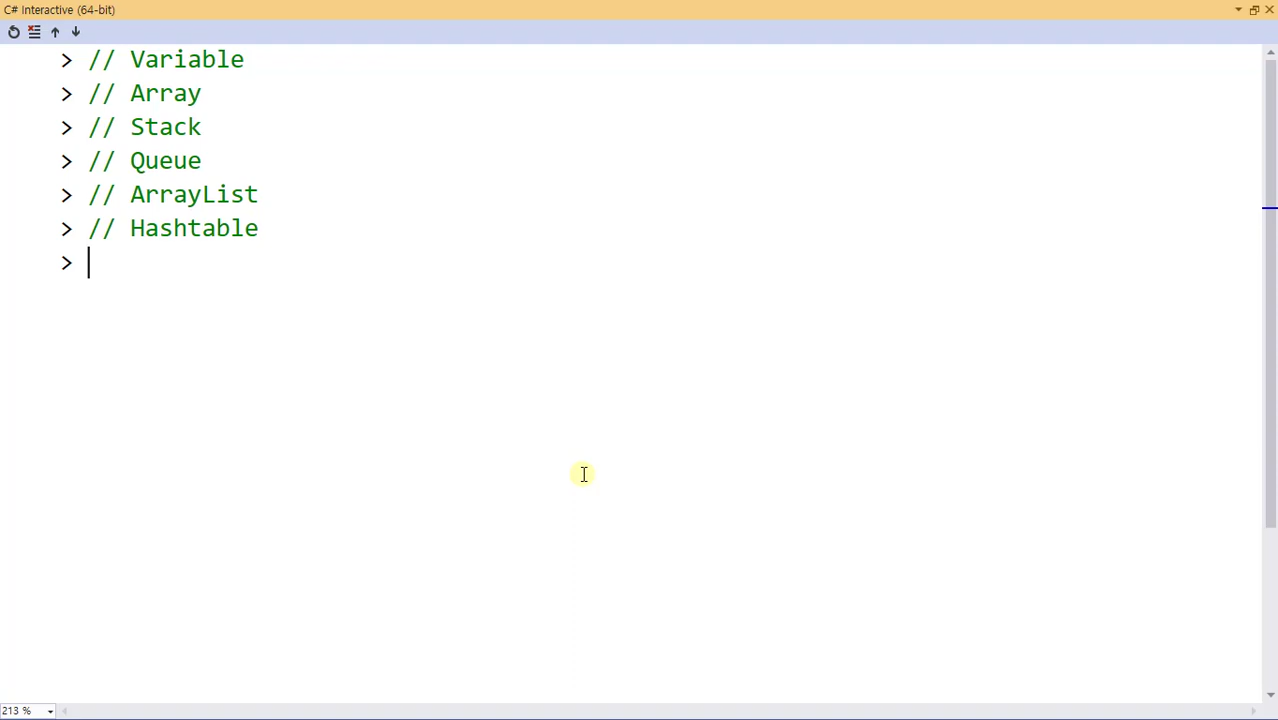 C# Interactive (64-bit)
> // Variable
> // Array
> // Stack
> // Queue
> // ArrayList
> // Hashtable
>
213 %